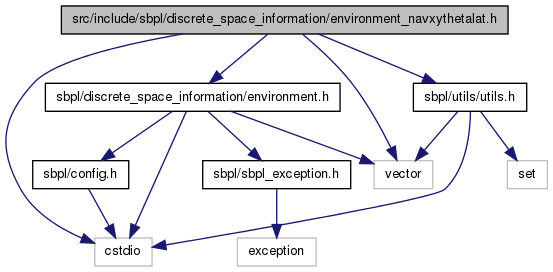 src/include/sbpl/discrete_space_information/environment_navxythetalat.h
sbpl/discrete_space_information/environment.h
sbpl/utils/utils.h
sbpl/config.h
sbpl/sbpl_exception.h
vector
set
cstdio
exception